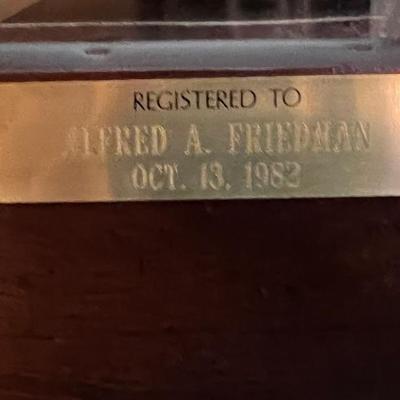 REGISTERED TO
ALFRED A. FRIEDMAN
OCT. 13, 1982